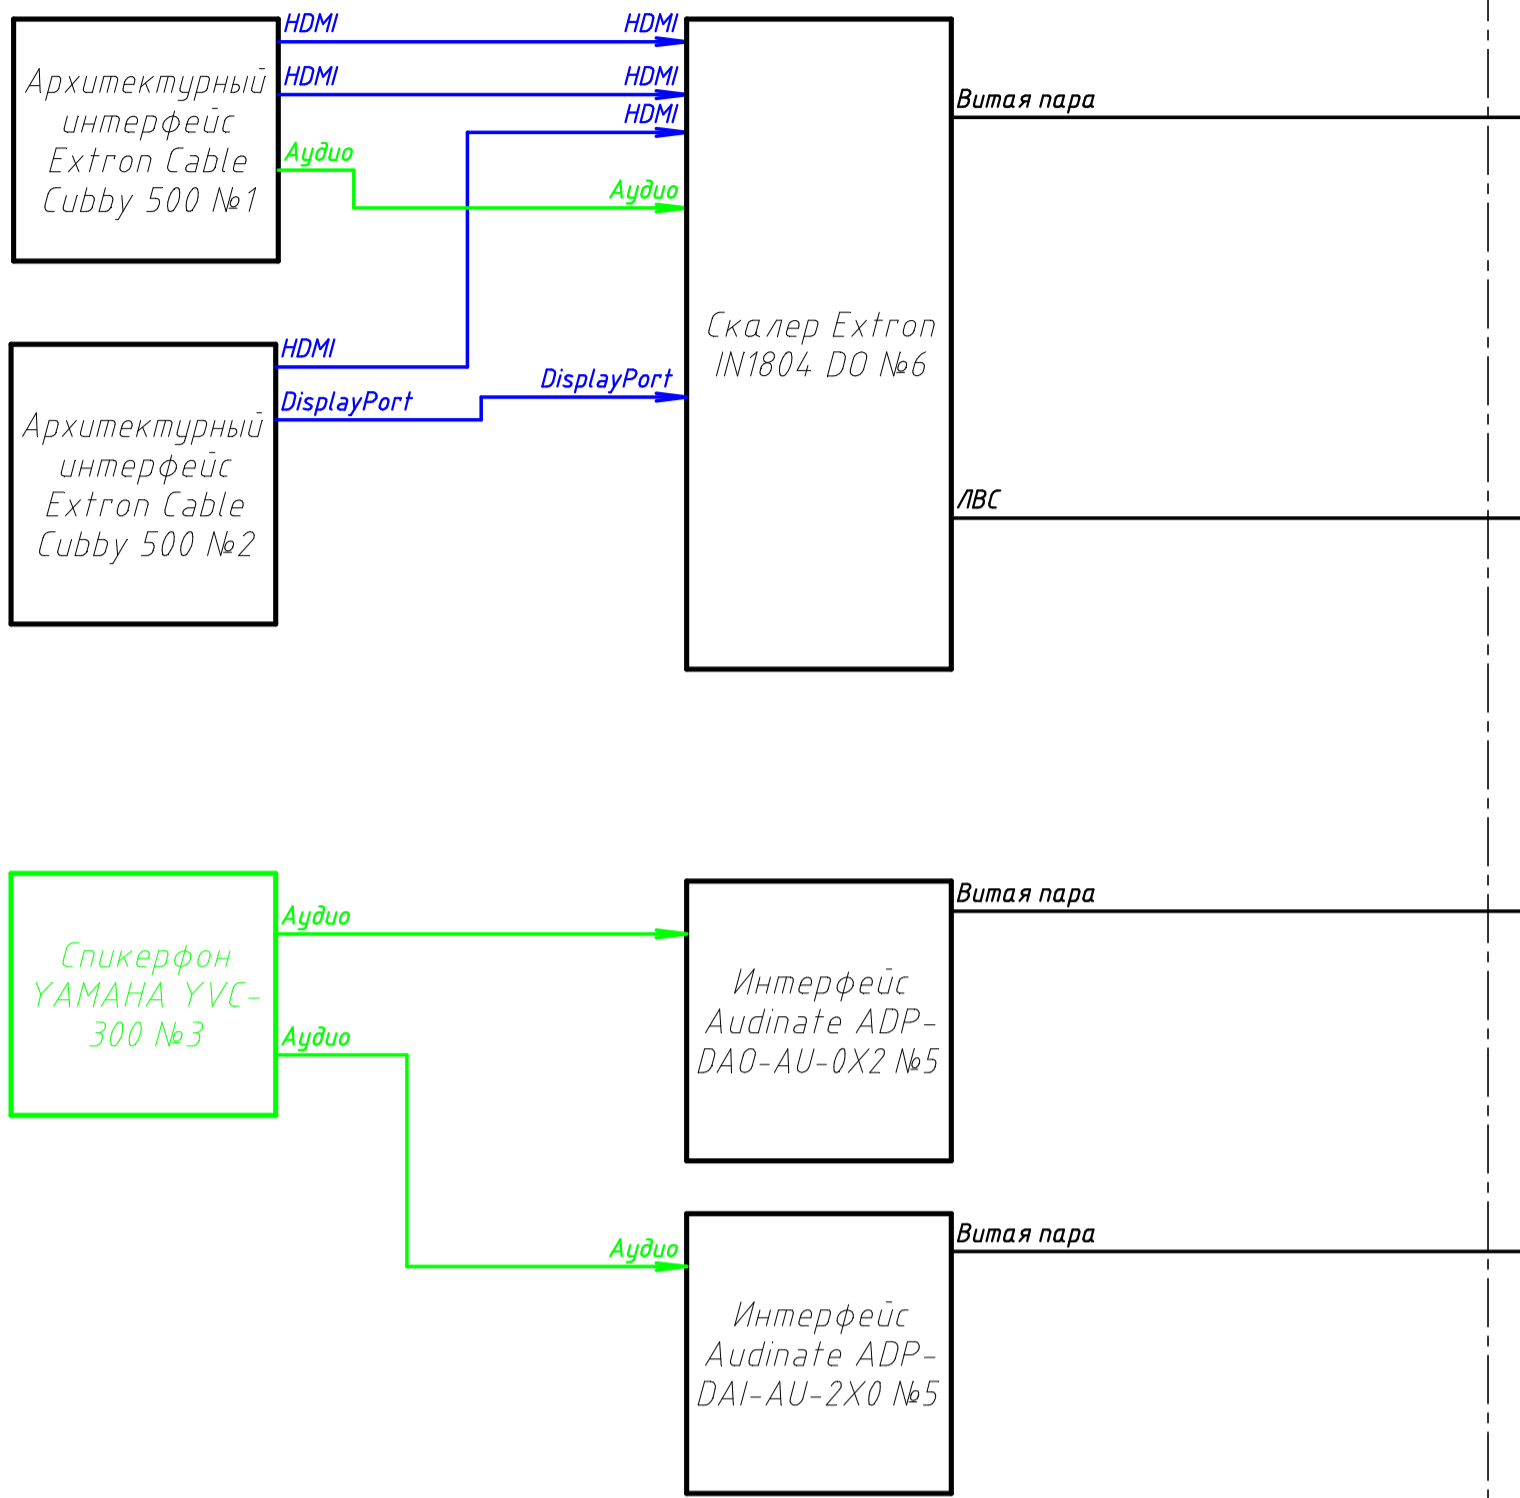 HDMI
HDMI
HDMI
HDMI
HDMI
Аудио
Аудио
Архитектурный
интерфейс
Extron Cable
Cubby 500 №1
Витая пара
Скалер Extron
IN1804 DO №6
HDMI
DisplayPort
DisplayPort
Архитектурный
интерфейс
Extron Cable
Cubby 500 №2
ЛВС
Аудио
Спикерфон
YAMAHA YVC-
300 №3
Аудио
Витая пара
Интерфейс
Audinate ADP-
DAO-AU-0X2 №5
Аудио
Витая пара
Интерфейс
Audinate ADP-
DAI-AU-2X0 №5